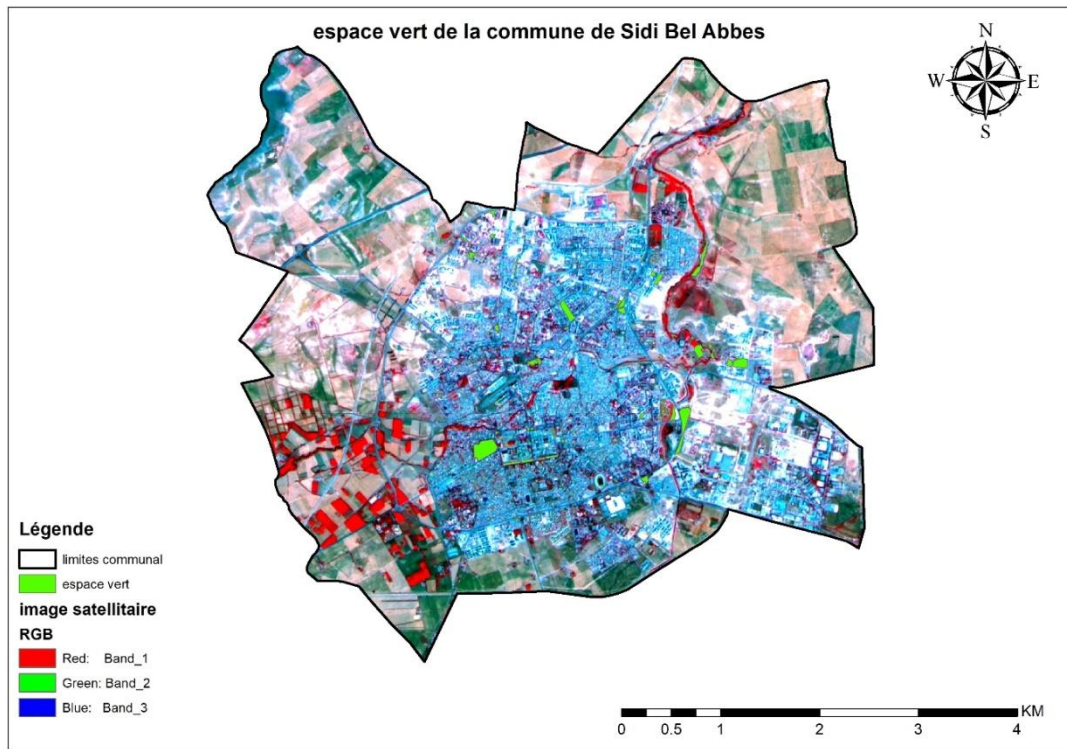 espace vert de la commune de Sidi Bel Abbes
N
W E
S
Légende
limites communal
espace vert
image satellitaire
RGB
Red: Band_1
Green: Band_2
Blue: Band_3
KM
0 0.5 1 2 3 4